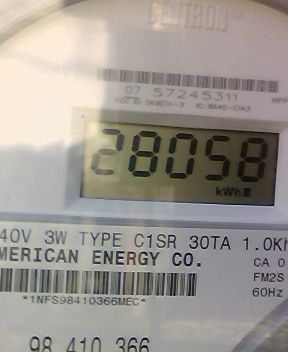 CENTRON®
07 57245311
28058
kWh
40V 3W TYPE C1SR 30TA 1.0Kh
MERICAN ENERGY CO.
CA 0
FM2S
*1NFS98410366MEC*
60Hz
98 410 366